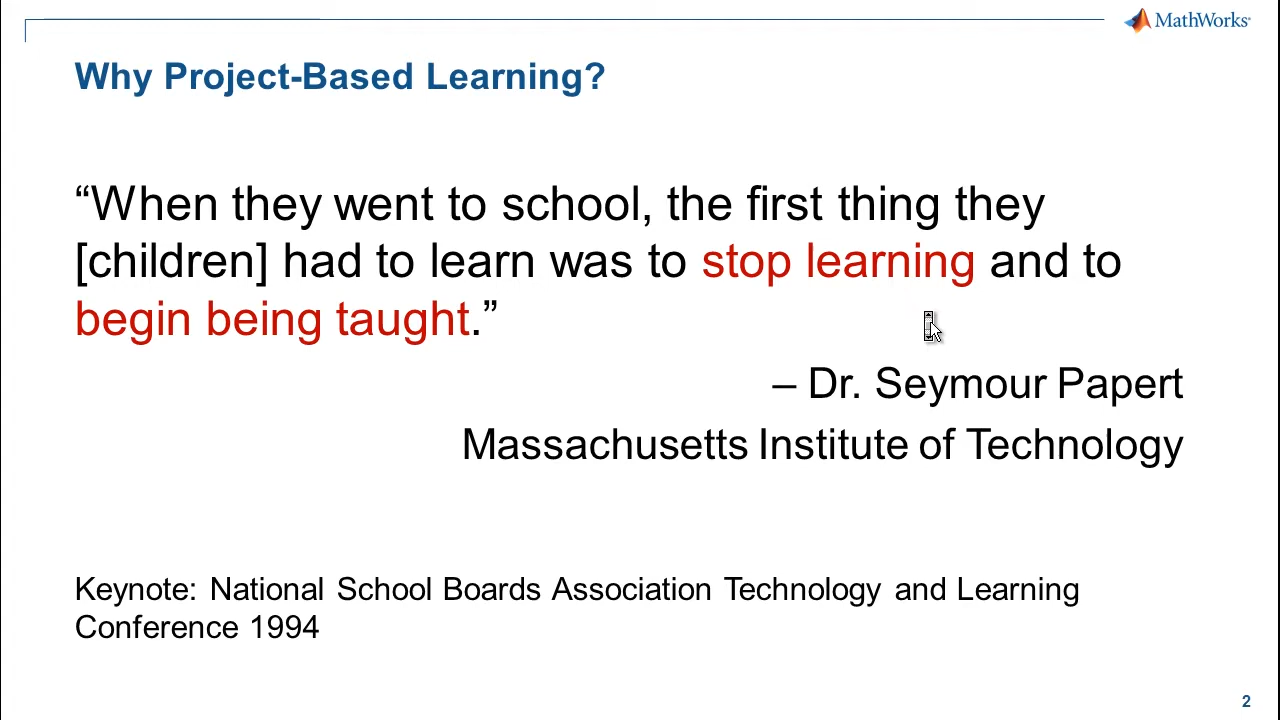 MathWorks®
Why Project-Based Learning?
“When they went to school, the first thing they
[children] had to learn was to stop learning and to
begin being taught.”
– Dr. Seymour Papert
Massachusetts Institute of Technology
Keynote: National School Boards Association Technology and Learning
Conference 1994
2